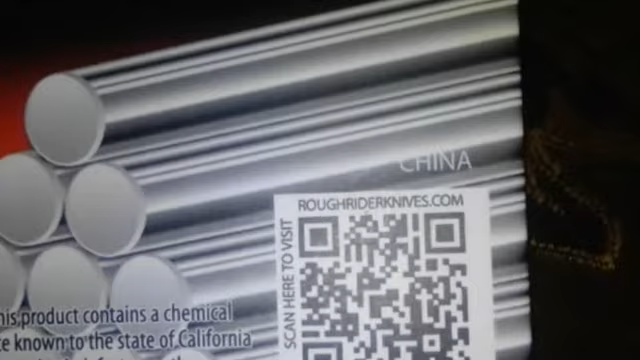 CHINA
ROUGHRIDERKNIVES.COM
SCAN HERE TO VISIT
his product contains a chemical
e known to the state of California